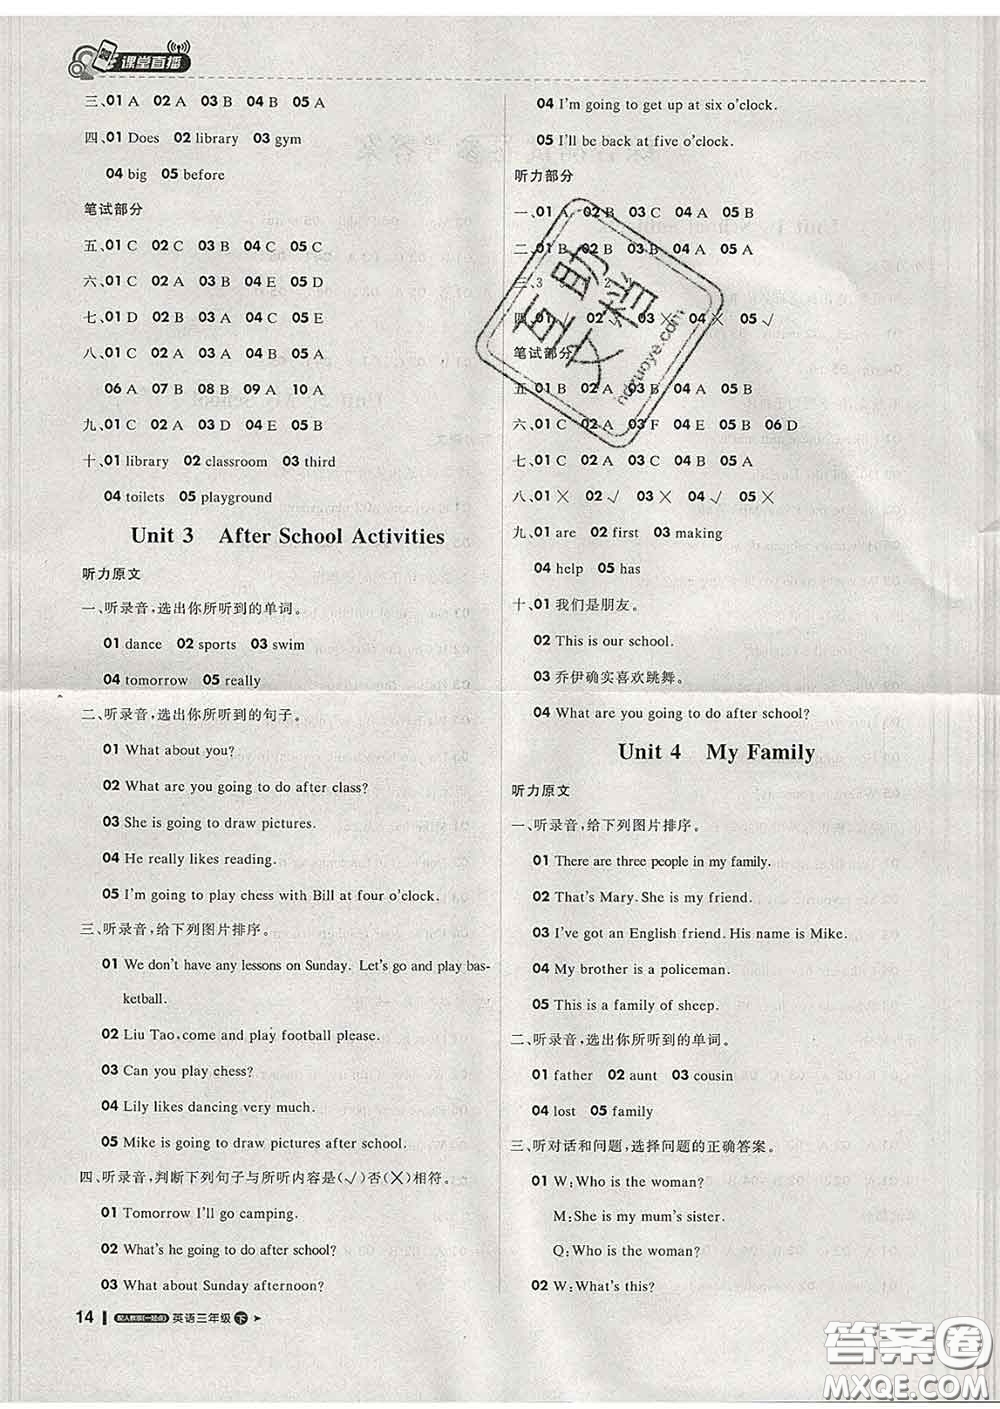 课堂直播
三、01 A 02 A 03 B 04 B 05 A
四、01 Does 02 library 03 gym
04 big 05 before
笔试部分
五、01 C 02 C 03 B 04 B 05 C
六、01 C 02 A 03 B 04 E 05 D
七、01 D 02 B 03 A 04 C 05 E
八、01 C 02 A 03 B 04 C 05 B
06 A 07 B 08 B 09 A 10 A
九、01 C 02 A 03 D 04 E 05 B
十、01 library 02 classroom 03 third
04 toilets 05 playground
Unit 3 After School Activities
听力原文
一、听录音,选出你所听到的单词。
01 dance 02 sports 03 swim
04 tomorrow 05 really
二、听录音,选出你所听到的句子。
01 What about you?
02 What are you going to do after class?
03 She is going to draw pictures.
04 He really likes reading.
05 I'm going to play chess with Bill at four o'clock.
三、听录音,给下列图片排序。
01 We don't have any lessons on Sunday. Let's go and play bas-
ketball.
02 Liu Tao, come and play football please.
03 Can you play chess?
04 Lily likes dancing very much.
05 Mike is going to draw pictures after school.
四、听录音,判断下列句子与所听内容是(√)否(✕)相符。
01 Tomorrow I'll go camping.
02 What's he going to do after school?
03 What about Sunday afternoon?
14 英语三年级 下
04 I'm going to get up at six o'clock.
05 I'll be back at five o'clock.
听力部分
一、01 A 02 B 03 C 04 A 05 B
二、01 B 02 B 03 B 04 A 05 A
三、3
四、01 02 03 ✕ 04 ✕ 05 √
笔试部分
五、01 B 02 A 03 B 04 A 05 B
六、01 C 02 A 03 F 04 E 05 B 06 D
七、01 C 02 A 03 C 04 B 05 A
八、01 ✕ 02 √ 03 ✕ 04 √ 05 ✕
九、01 are 02 first 03 making
04 help 05 has
十、01 我们是朋友。
02 This is our school.
03 乔伊确实喜欢跳舞。
04 What are you going to do after school?
Unit 4 My Family
听力原文
一、听录音,给下列图片排序。
01 There are three people in my family.
02 That's Mary. She is my friend.
03 I've got an English friend. His name is Mike.
04 My brother is a policeman.
05 This is a family of sheep.
二、听录音,选出你所听到的单词。
01 father 02 aunt 03 cousin
04 lost 05 family
三、听对话和问题,选择问题的正确答案。
01 W: Who is the woman?
M: She is my mum's sister.
Q: Who is the woman?
02 W: What's this?
互助文档
hdzuoye.com
答案圈
MXQE.COM